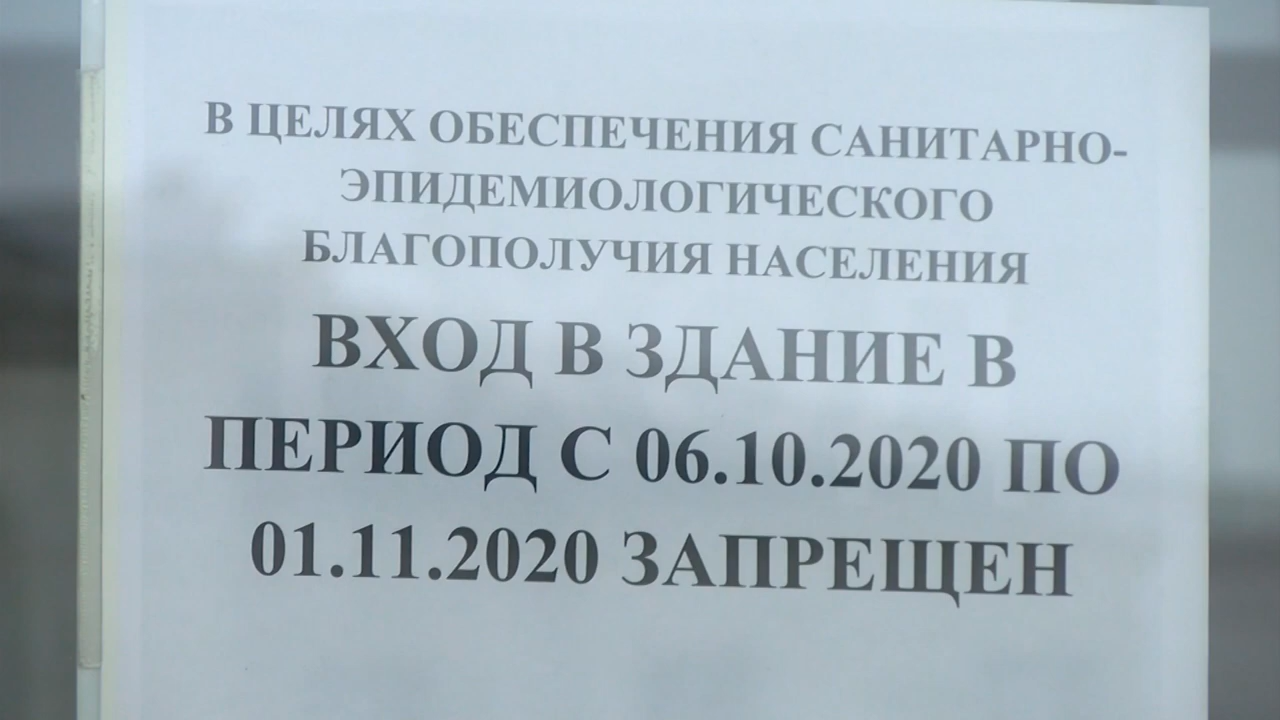 В ЦЕЛЯХ ОБЕСПЕЧЕНИЯ САНИТАРНО-
ЭПИДЕМИОЛОГИЧЕСКОГО
БЛАГОПОЛУЧИЯ НАСЕЛЕНИЯ
ВХОД В ЗДАНИЕ В
ПЕРИОД С 06.10.2020 ПО
01.11.2020 ЗАПРЕЩЕН